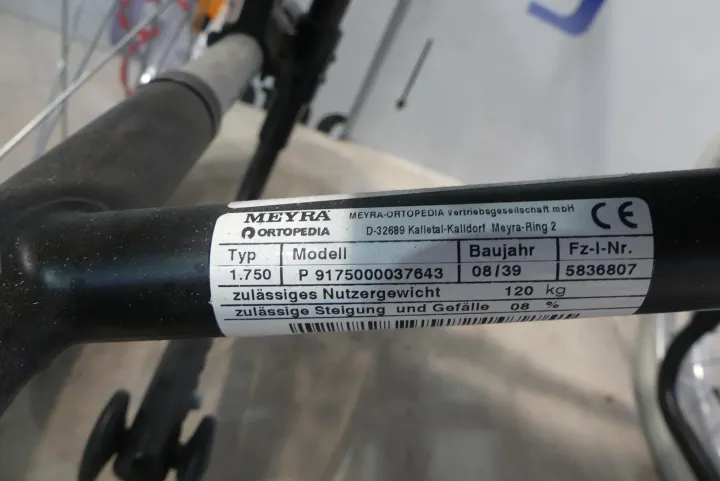 MEYRA MEYRA-ORTOPEDIA Vertriebsgesellschaft mbH
ORTOPEDIA D-32689 Kalletal-Kalldorf Meyra-Ring 2
CE
Typ Modell Baujahr Fz-I-Nr.
1.750 P 9175000037643 08/39 5836807
zulässiges Nutzergewicht 120 kg
zulässige Steigung und Gefälle 08 %